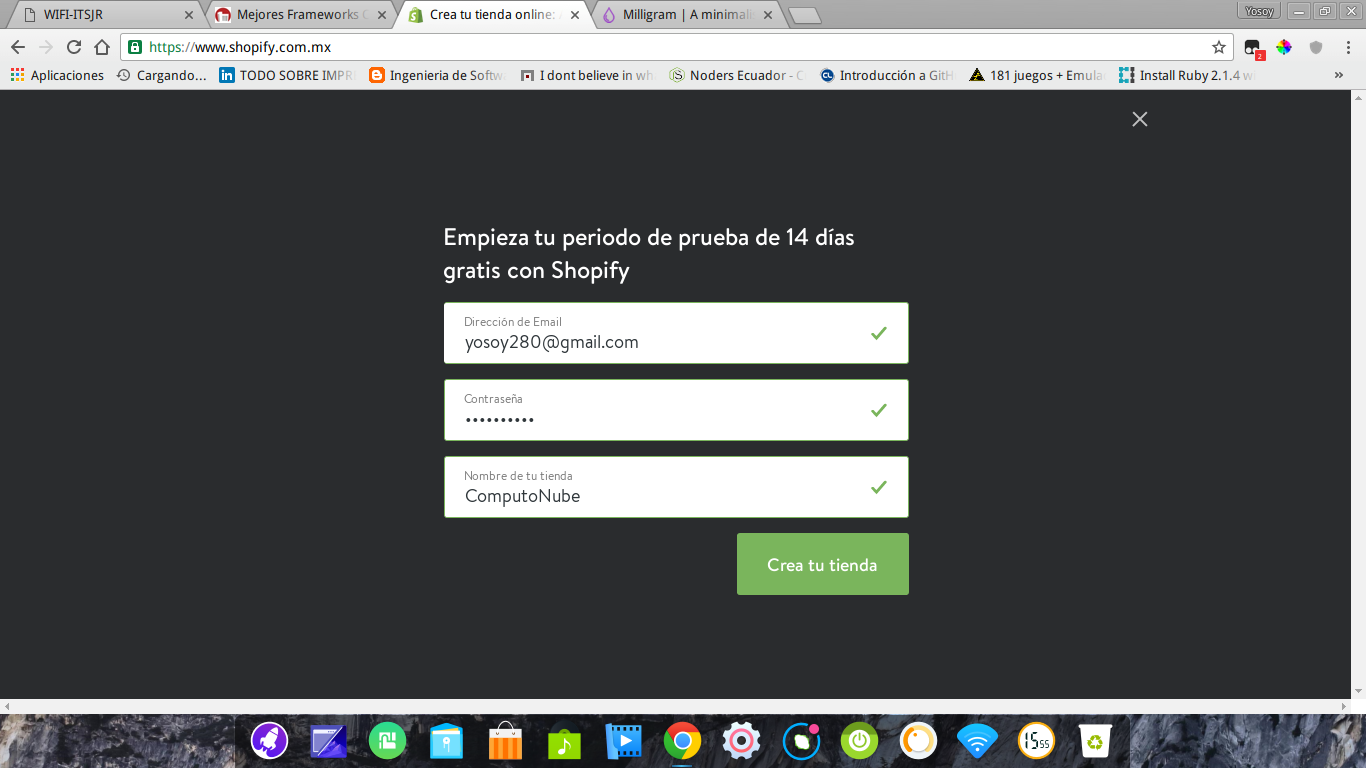 WIFI-ITSJR
Mejores Frameworks
Crea tu tienda online:
Milligram | A minimali
Yosoy
https://www.shopify.com.mx
2
Aplicaciones
Cargando...
TODO SOBRE IMPR
Ingenieria de Softw
I dont believe in wh
Noders Ecuador - C
Introducción a GitH
181 juegos + Emula
Install Ruby 2.1.4 w
»
Empieza tu periodo de prueba de 14 días
gratis con Shopify
Dirección de Email
yosoy280@gmail.com
Contraseña
••••••••••
Nombre de tu tienda
ComputoNube
Crea tu tienda
15 55